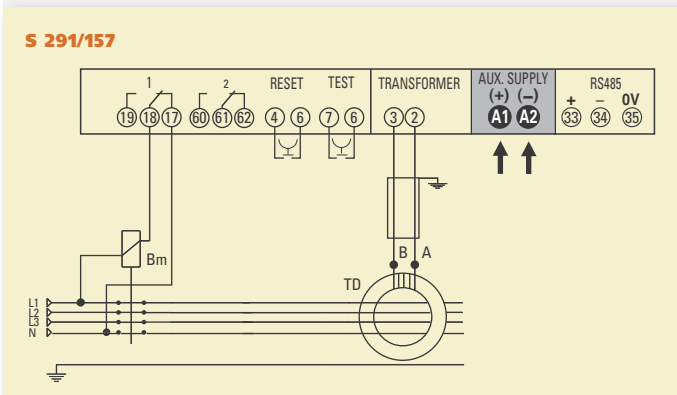 S 291/157
1 2 RESET TEST TRANSFORMER AUX. SUPPLY RS485
(+) (–) + – 0V
19 18 17 60 61 62 4 6 7 6 3 2 A1 A2 33 34 35
Bm
B A
TD
L1
L2
L3
N